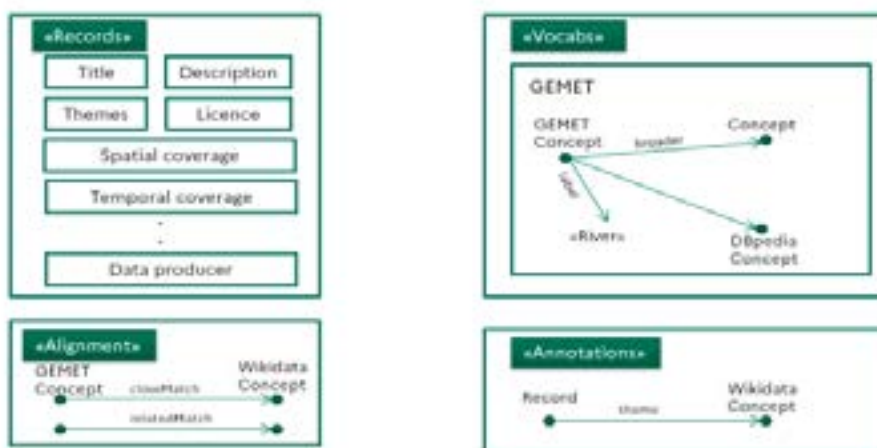 «Records»
Title
Description
Themes
Licence
Spatial coverage
Temporal coverage
.
.
Data producer
«Vocabs»
GEMET
GEMET
Concept
broader
Concept
label
«River»
DBpedia
Concept
«Alignment»
GEMET
Concept
closeMatch
Wikidata
Concept
relatedMatch
«Annotations»
Record
theme
Wikidata
Concept